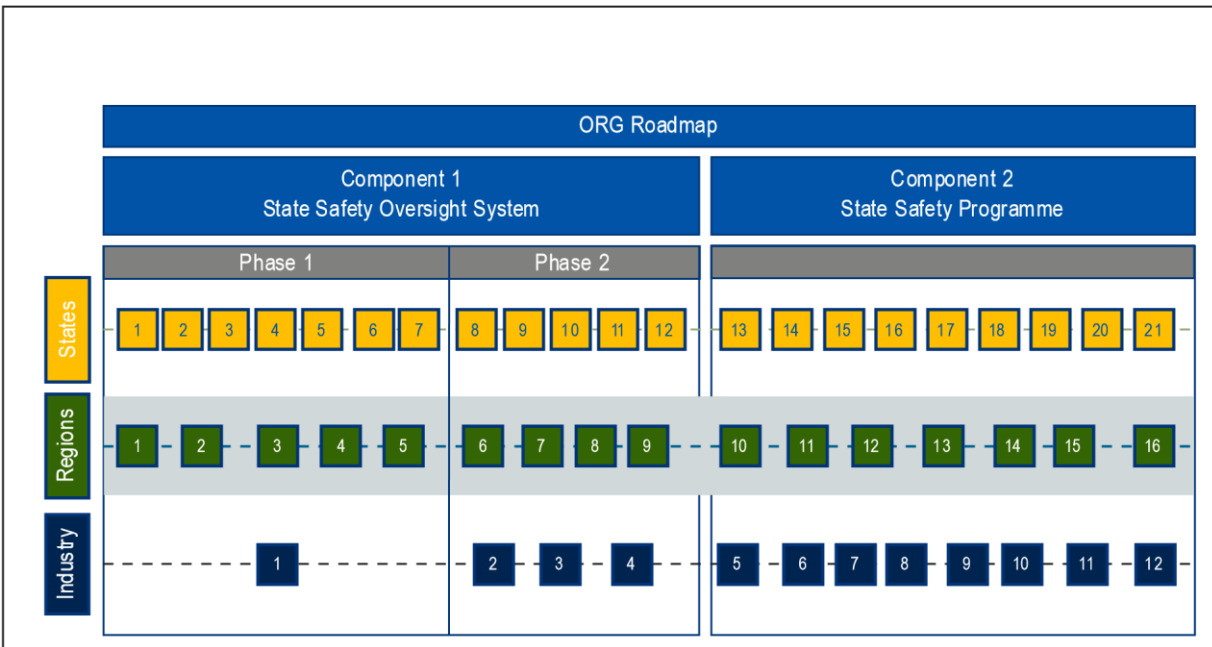 ORG Roadmap
Component 1
State Safety Oversight System
Component 2
State Safety Programme
Phase 1
Phase 2
States
1 2 3 4 5 6 7 8 9 10 11 12 13 14 15 16 17 18 19 20 21
Regions
1 2 3 4 5 6 7 8 9 10 11 12 13 14 15 16
Industry
1 2 3 4 5 6 7 8 9 10 11 12